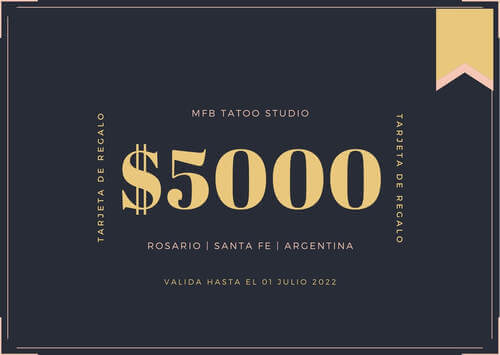 MFB TATOO STUDIO
TARJETA DE REGALO
$5000
TARJETA DE REGALO
ROSARIO | SANTA FE | ARGENTINA
VALIDA HASTA EL 01 JULIO 2022